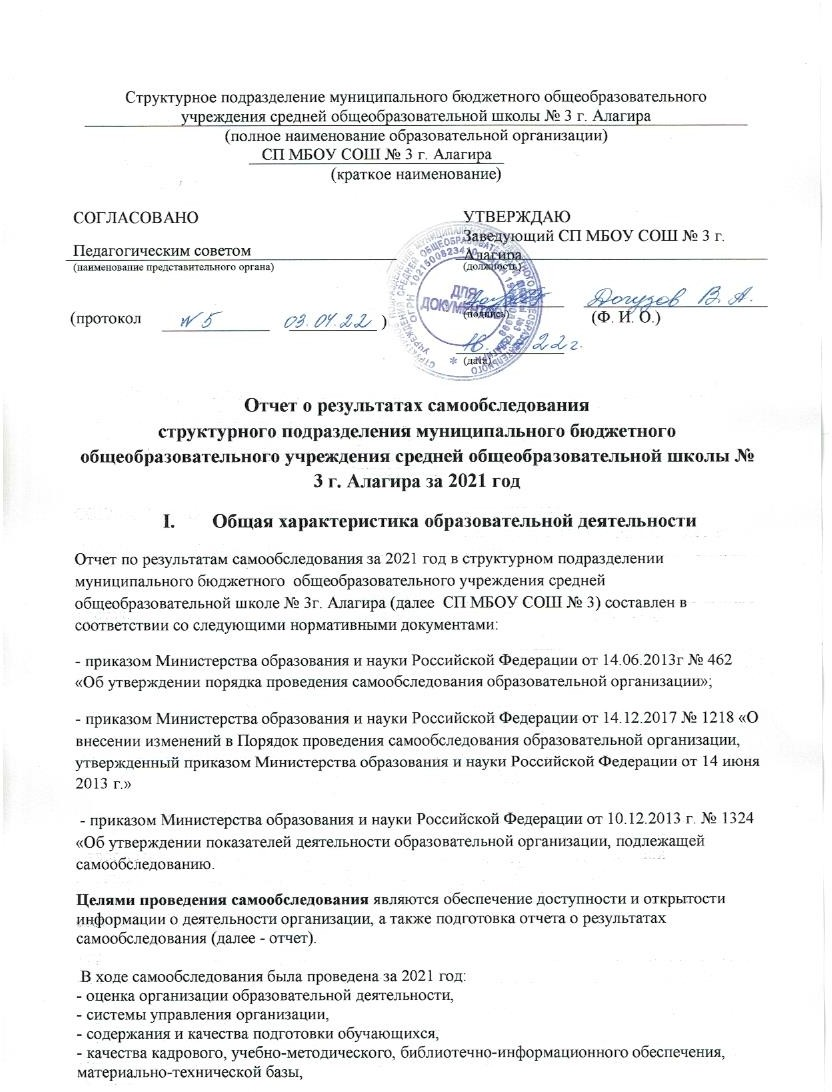 Структурное подразделение муниципального бюджетного общеобразовательного
учреждения средней общеобразовательной школы № 3 г. Алагира
(полное наименование образовательной организации)
СП МБОУ СОШ № 3 г. Алагира
(краткое наименование)
СОГЛАСОВАНО
УТВЕРЖДАЮ
Заведующий СП МБОУ СОШ № 3 г.
Педагогическим советом
Алагира
(наименование представительного органа)
(должность)
ДЛЯ
ДОКУМЕНТОВ
Догузов В. А.
(подпись)
(протокол № 5 03.04.22 )
(Ф. И. О.)
22г.
(дата)
Отчет о результатах самообследования
структурного подразделения муниципального бюджетного
общеобразовательного учреждения средней общеобразовательной школы №
3 г. Алагира за 2021 год
I. Общая характеристика образовательной деятельности
Отчет по результатам самообследования за 2021 год в структурном подразделении
муниципального бюджетного общеобразовательного учреждения средней
общеобразовательной школе № 3г. Алагира (далее СП МБОУ СОШ № 3) составлен в
соответствии со следующими нормативными документами:
- приказом Министерства образования и науки Российской Федерации от 14.06.2013г № 462
«Об утверждении порядка проведения самообследования образовательной организации»;
- приказом Министерства образования и науки Российской Федерации от 14.12.2017 № 1218 «О
внесении изменений в Порядок проведения самообследования образовательной организации,
утвержденный приказом Министерства образования и науки Российской Федерации от 14 июня
2013 г.»
- приказом Министерства образования и науки Российской Федерации от 10.12.2013 г. № 1324
«Об утверждении показателей деятельности образовательной организации, подлежащей
самообследованию.
Целями проведения самообследования являются обеспечение доступности и открытости
информации о деятельности организации, а также подготовка отчета о результатах
самообследования (далее - отчет).
В ходе самообследования была проведена за 2021 год:
- оценка организации образовательной деятельности,
- системы управления организации,
- содержания и качества подготовки обучающихся,
- качества кадрового, учебно-методического, библиотечно-информационного обеспечения,
материально-технической базы,